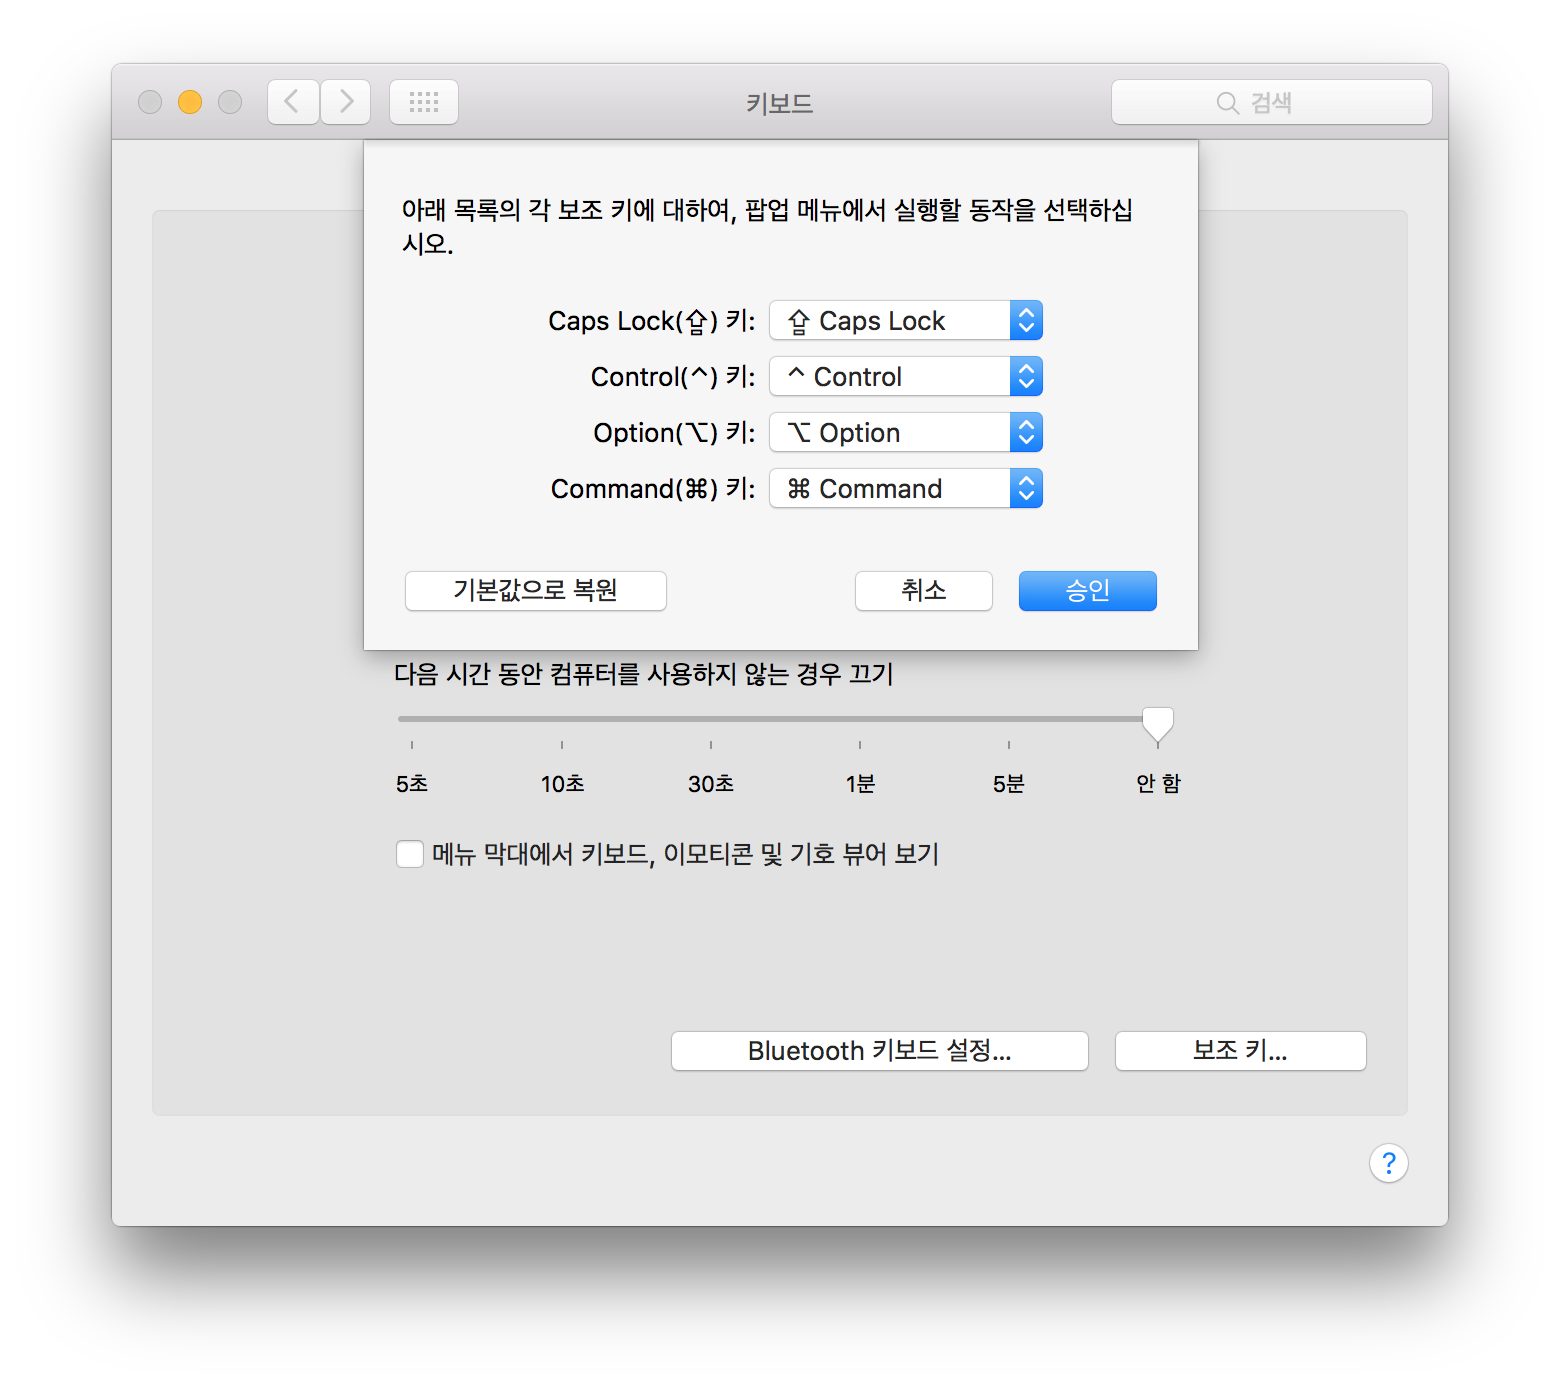 키보드
검색
아래 목록의 각 보조 키에 대하여, 팝업 메뉴에서 실행할 동작을 선택하십
시오.
Caps Lock(⇪) 키: ⇪ Caps Lock
Control(^) 키: ^ Control
Option(⌥) 키: ⌥ Option
Command(⌘) 키: ⌘ Command
기본값으로 복원 취소 승인
다음 시간 동안 컴퓨터를 사용하지 않는 경우 끄기
5초 10초 30초 1분 5분 안 함
메뉴 막대에서 키보드, 이모티콘 및 기호 뷰어 보기
Bluetooth 키보드 설정... 보조 키...
?